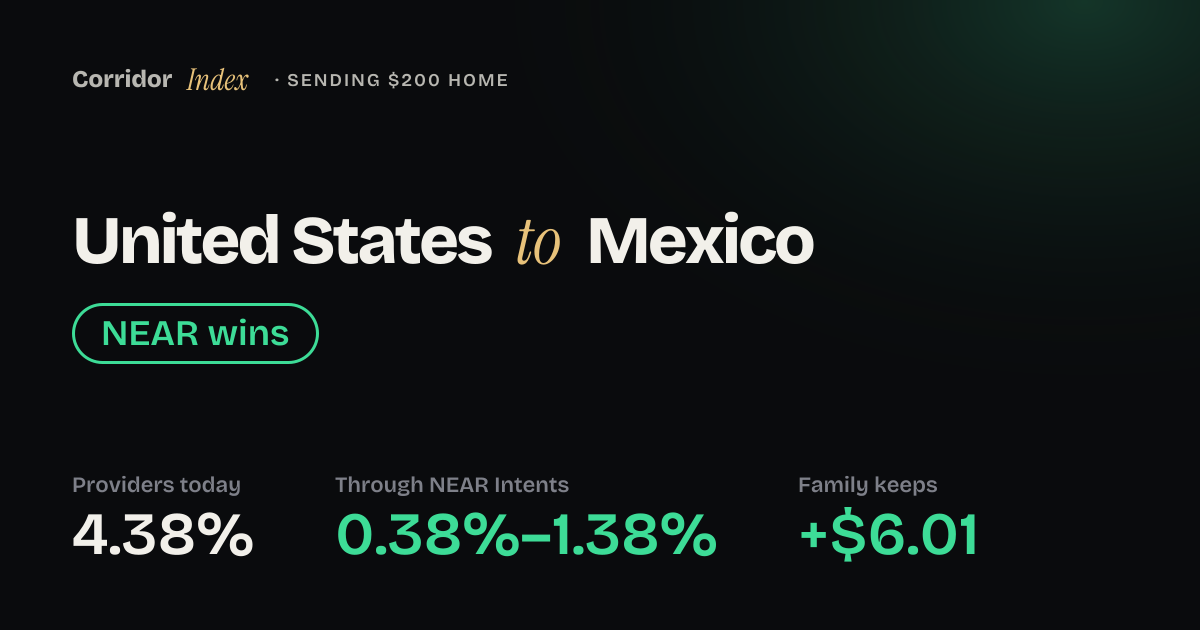 Corridor Index · SENDING $200 HOME
United States to Mexico
NEAR wins
Providers today Through NEAR Intents Family keeps
4.38% 0.38%–1.38% +$6.01